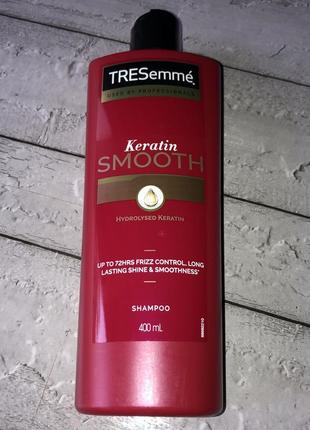 TRESemmé
USED BY PROFESSIONALS
Keratin
SMOOTH
HYDROLYSED KERATIN
UP TO 72HRS FRIZZ CONTROL, LONG
LASTING SHINE & SMOOTHNESS*
SHAMPOO
400 mL